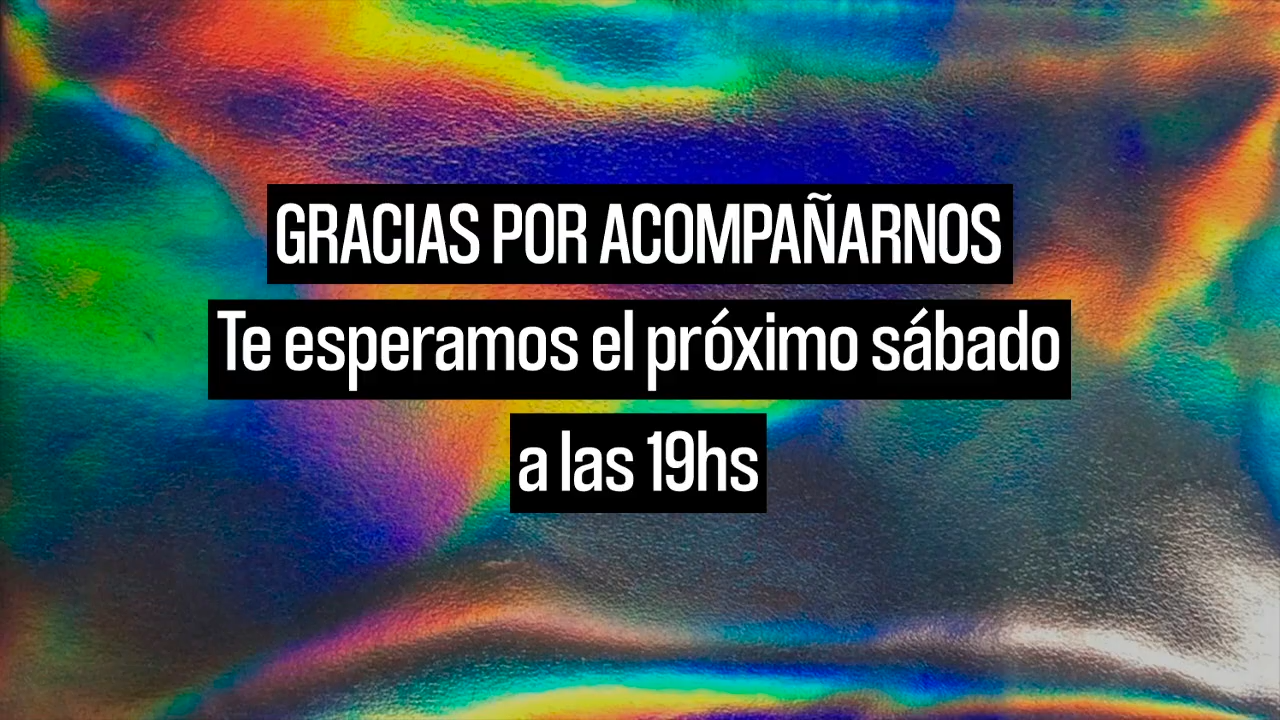 GRACIAS POR ACOMPAÑARNOS
Te esperamos el próximo sábado
a las 19hs